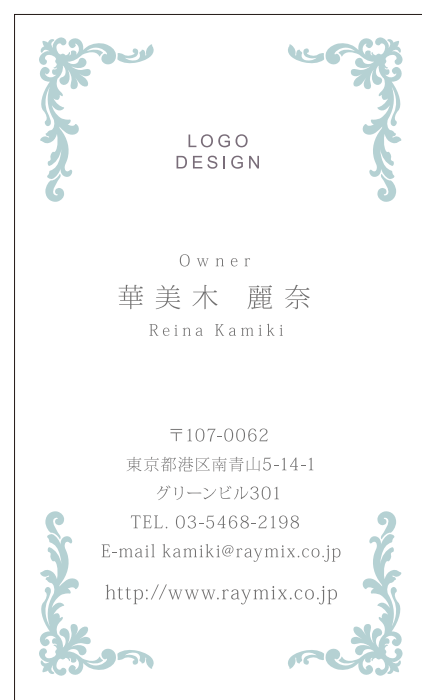 LOGO
DESIGN
Owner
華美木 麗奈
Reina Kamiki
〒107-0062
東京都港区南青山5-14-1
グリーンビル301
TEL. 03-5468-2198
E-mail kamiki@raymix.co.jp
http://www.raymix.co.jp